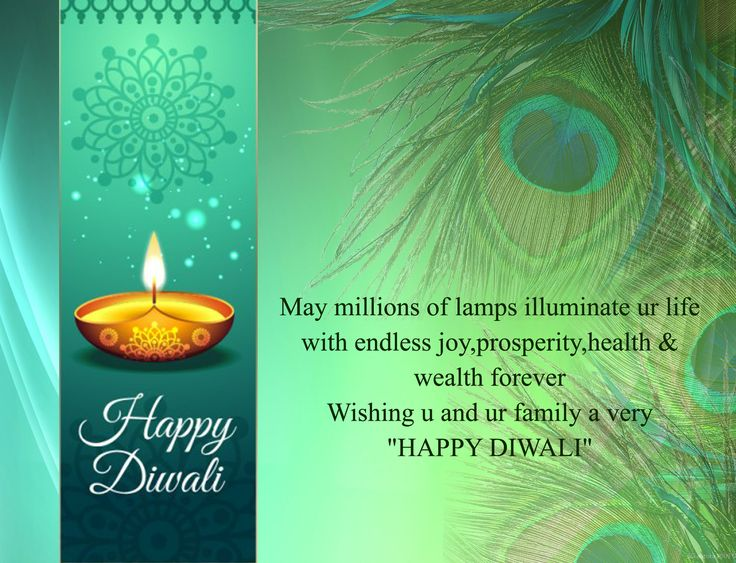 Happy
Diwali
May millions of lamps illuminate ur life
with endless joy,prosperity,health &
wealth forever
Wishing u and ur family a very
"HAPPY DIWALI"